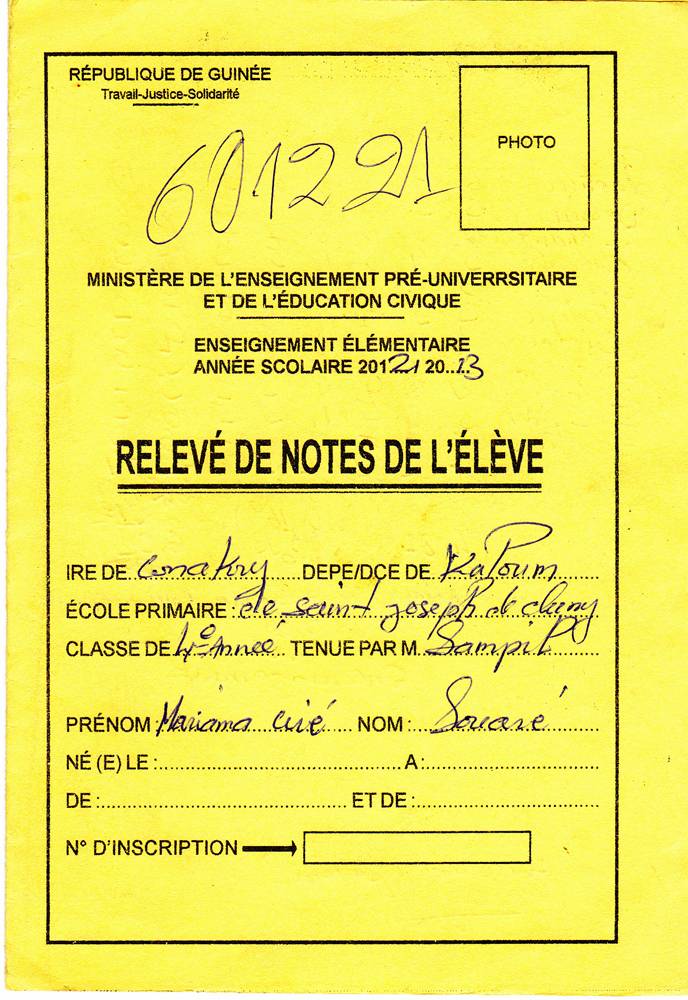 RÉPUBLIQUE DE GUINÉE
Travail-Justice-Solidarité
PHOTO
601221
MINISTÈRE DE L'ENSEIGNEMENT PRÉ-UNIVERRSITAIRE
ET DE L'ÉDUCATION CIVIQUE
ENSEIGNEMENT ÉLÉMENTAIRE
ANNÉE SCOLAIRE 2012/ 20..13
RELEVÉ DE NOTES DE L'ÉLÈVE
IRE DE Conakry DEPE/DCE DE Kaloum
ÉCOLE PRIMAIRE : de Saint joseph de cluny
CLASSE DE 4e Année TENUE PAR M. Sampil
PRÉNOM : Mariama Ciré NOM : Souaré
NÉ (E) LE : A :
DE : ET DE :
N° D'INSCRIPTION